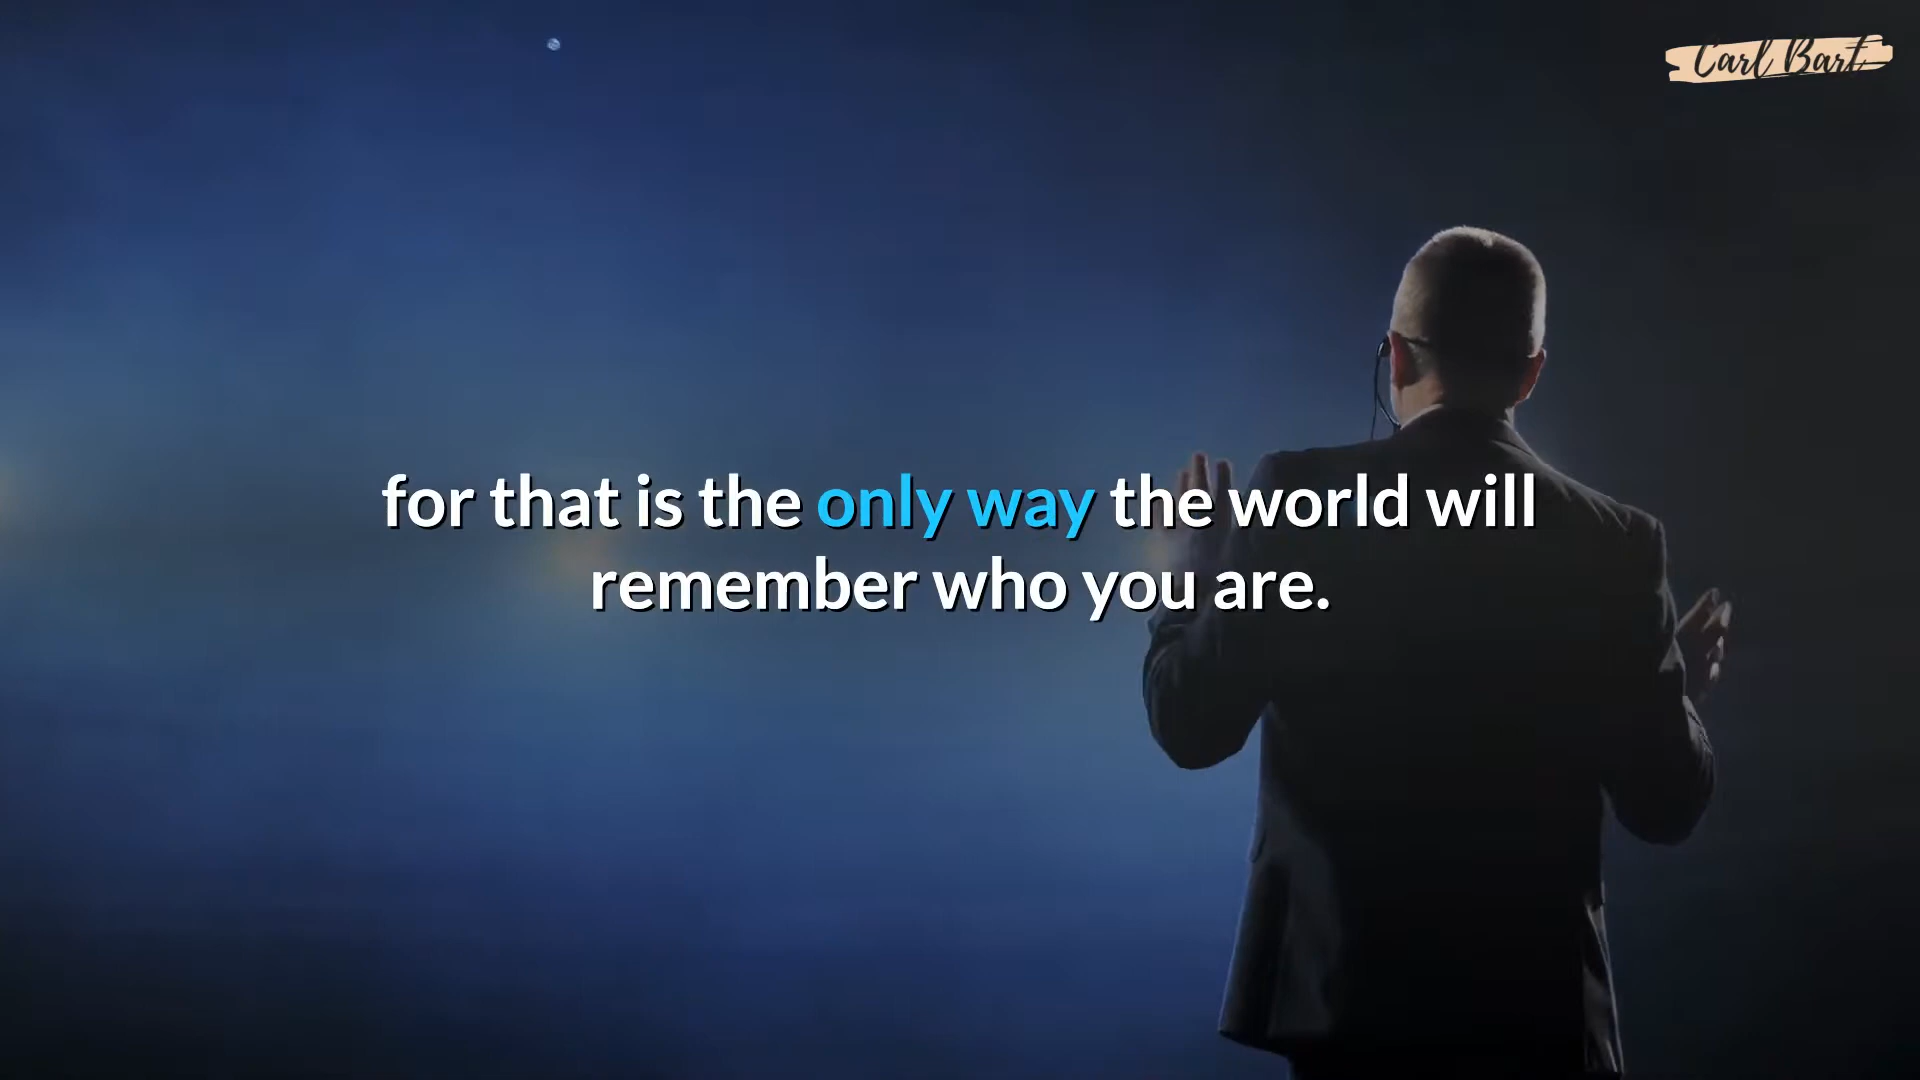 Carl Bart
for that is the only way the world will
remember who you are.